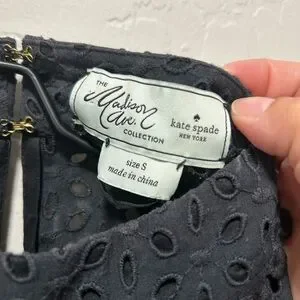 THE
Madison
Ave.
COLLECTION
kate spade
NEW YORK
size S
made in china